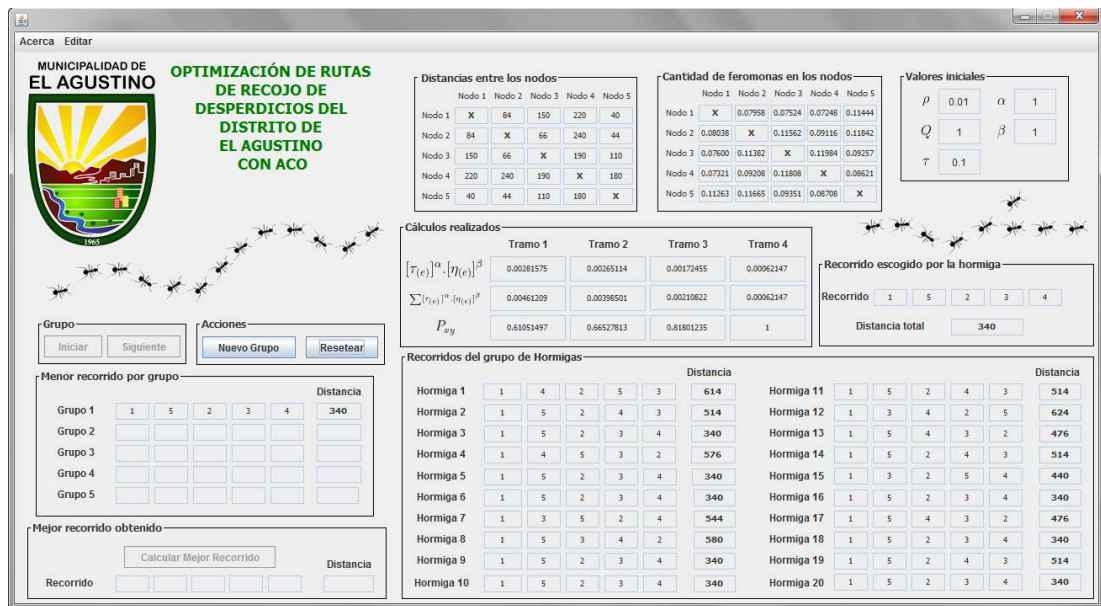 Acerca Editar
MUNICIPALIDAD DE
EL AGUSTINO
1965
OPTIMIZACIÓN DE RUTAS
DE RECOJO DE
DESPERDICIOS DEL
DISTRITO DE
EL AGUSTINO
CON ACO
Distancias entre los nodos
Nodo 1 Nodo 2 Nodo 3 Nodo 4 Nodo 5
Nodo 1 X 84 150 220 40
Nodo 2 84 X 66 240 44
Nodo 3 150 66 X 190 110
Nodo 4 220 240 190 X 180
Nodo 5 40 44 110 180 X
Cantidad de feromonas en los nodos
Nodo 1 Nodo 2 Nodo 3 Nodo 4 Nodo 5
Nodo 1 X 0.07958 0.07524 0.07248 0.11444
Nodo 2 0.08038 X 0.11562 0.09116 0.11842
Nodo 3 0.07600 0.11382 X 0.11984 0.09257
Nodo 4 0.07321 0.09208 0.11808 X 0.08621
Nodo 5 0.11263 0.11665 0.09351 0.08708 X
Valores iniciales
ρ 0.01 α 1
Q 1 β 1
τ 0.1
Cálculos realizados
Tramo 1 Tramo 2 Tramo 3 Tramo 4
[τ(e)]^α.[η(e)]^β 0.00281575 0.00265114 0.00172455 0.00062147
∑[τ(e)]^α.[η(e)]^β 0.00461209 0.00398501 0.00210822 0.00062147
Pxy 0.61051497 0.66527813 0.81801235 1
Recorrido escogido por la hormiga
Recorrido 1 5 2 3 4
Distancia total 340
Grupo
Iniciar Siguiente
Acciones
Nuevo Grupo Resetear
Menor recorrido por grupo
Distancia
Grupo 1 1 5 2 3 4 340
Grupo 2
Grupo 3
Grupo 4
Grupo 5
Mejor recorrido obtenido
Calcular Mejor Recorrido
Distancia
Recorrido
Recorridos del grupo de Hormigas
Distancia
Hormiga 1 1 4 2 5 3 614
Hormiga 2 1 5 2 4 3 514
Hormiga 3 1 5 2 3 4 340
Hormiga 4 1 4 5 3 2 576
Hormiga 5 1 5 2 3 4 340
Hormiga 6 1 5 2 3 4 340
Hormiga 7 1 3 5 2 4 544
Hormiga 8 1 5 3 4 2 580
Hormiga 9 1 5 2 3 4 340
Hormiga 10 1 5 2 3 4 340
Distancia
Hormiga 11 1 5 2 4 3 514
Hormiga 12 1 3 4 2 5 624
Hormiga 13 1 5 4 3 2 476
Hormiga 14 1 5 2 4 3 514
Hormiga 15 1 3 2 5 4 440
Hormiga 16 1 5 2 3 4 340
Hormiga 17 1 5 4 3 2 476
Hormiga 18 1 5 2 3 4 340
Hormiga 19 1 5 2 4 3 514
Hormiga 20 1 5 2 3 4 340